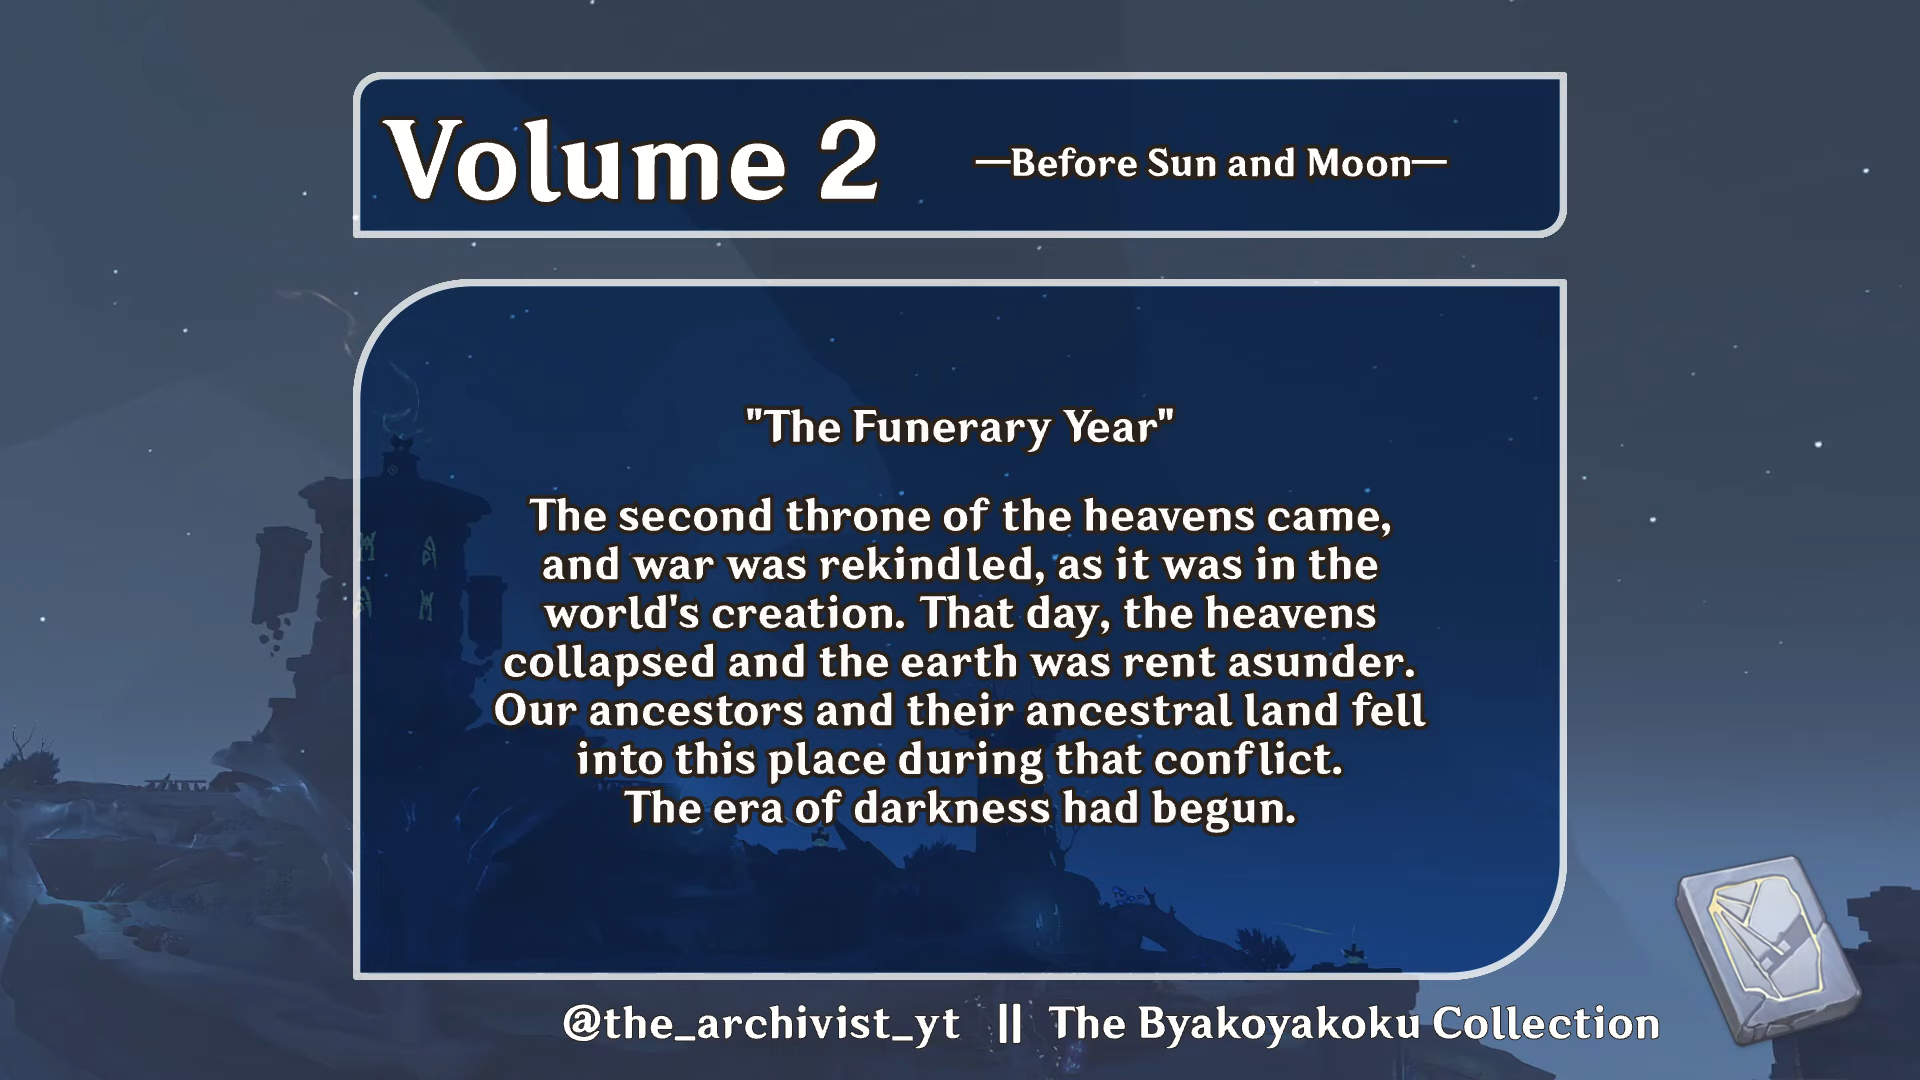 Volume 2
—Before Sun and Moon—
"The Funerary Year"
The second throne of the heavens came,
and war was rekindled, as it was in the
world's creation. That day, the heavens
collapsed and the earth was rent asunder.
Our ancestors and their ancestral land fell
into this place during that conflict.
The era of darkness had begun.
@the_archivist_yt || The Byakoyakoku Collection